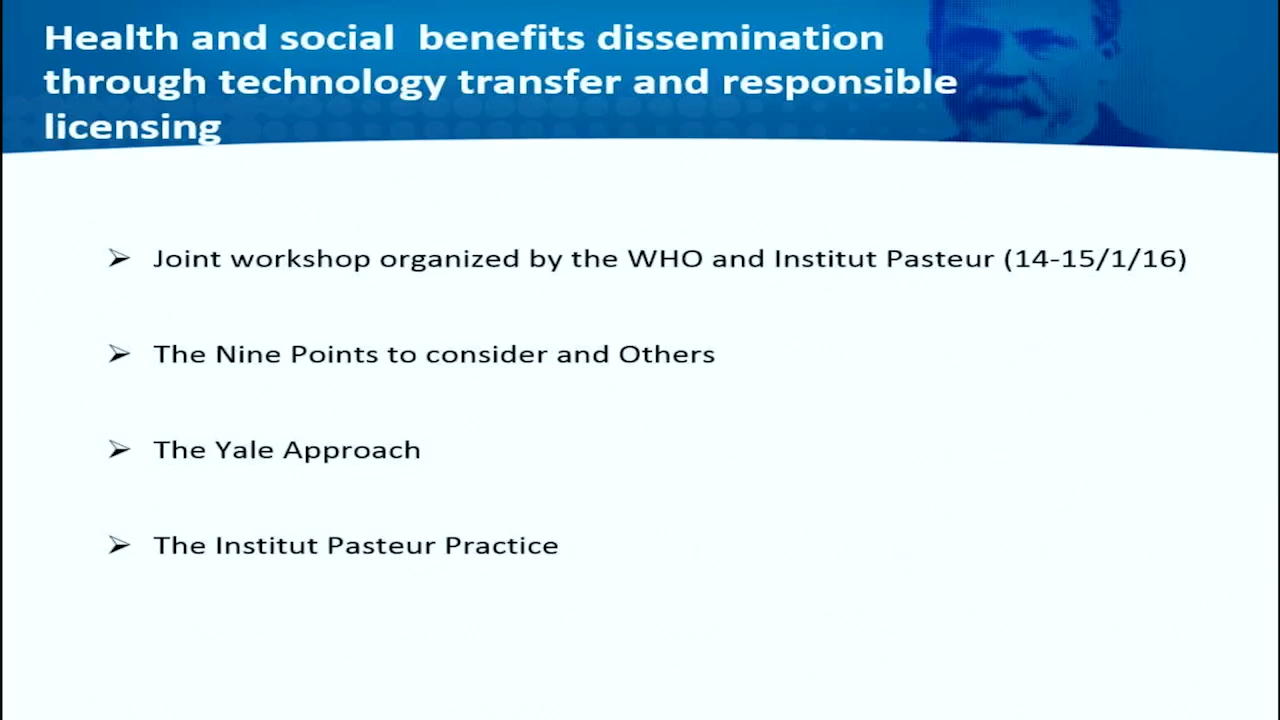 Health and social benefits dissemination
through technology transfer and responsible
licensing
➢ Joint workshop organized by the WHO and Institut Pasteur (14-15/1/16)
➢ The Nine Points to consider and Others
➢ The Yale Approach
➢ The Institut Pasteur Practice